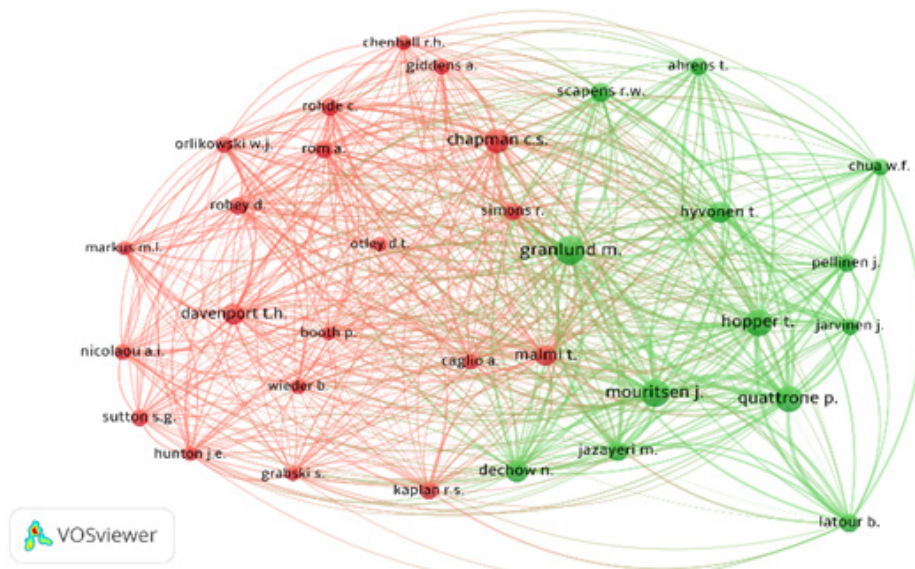 chenhall r.h.
giddens a.
ahrens t.
scapens r.w.
rohde c.
orlikowski w.j.
rom a.
chapman c.s.
chua w.f.
robey d.
simons r.
hyvonen t.
markus m.l.
otley d.t.
granlund m.
pellinen j.
davenport t.h.
booth p.
hopper t.
jarvinen j.
nicolaou a.i.
caglio a.
malmi t.
wieder b.
mouritsen j.
quattrone p.
sutton s.g.
hunton j.e.
grabski s.
kaplan r.s.
dechow n.
jazayeri m.
latour b.
VOSviewer